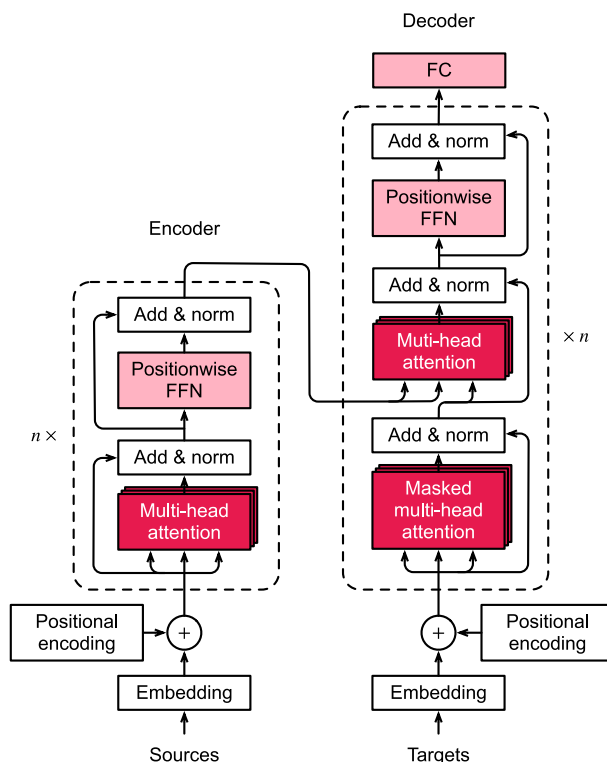 Decoder
FC
Add & norm
Positionwise
FFN
Add & norm
Muti-head
attention
× n
Add & norm
Masked
multi-head
attention
Positional
encoding
+
Embedding
Targets
Encoder
Add & norm
Positionwise
FFN
n ×
Add & norm
Multi-head
attention
Positional
encoding
+
Embedding
Sources